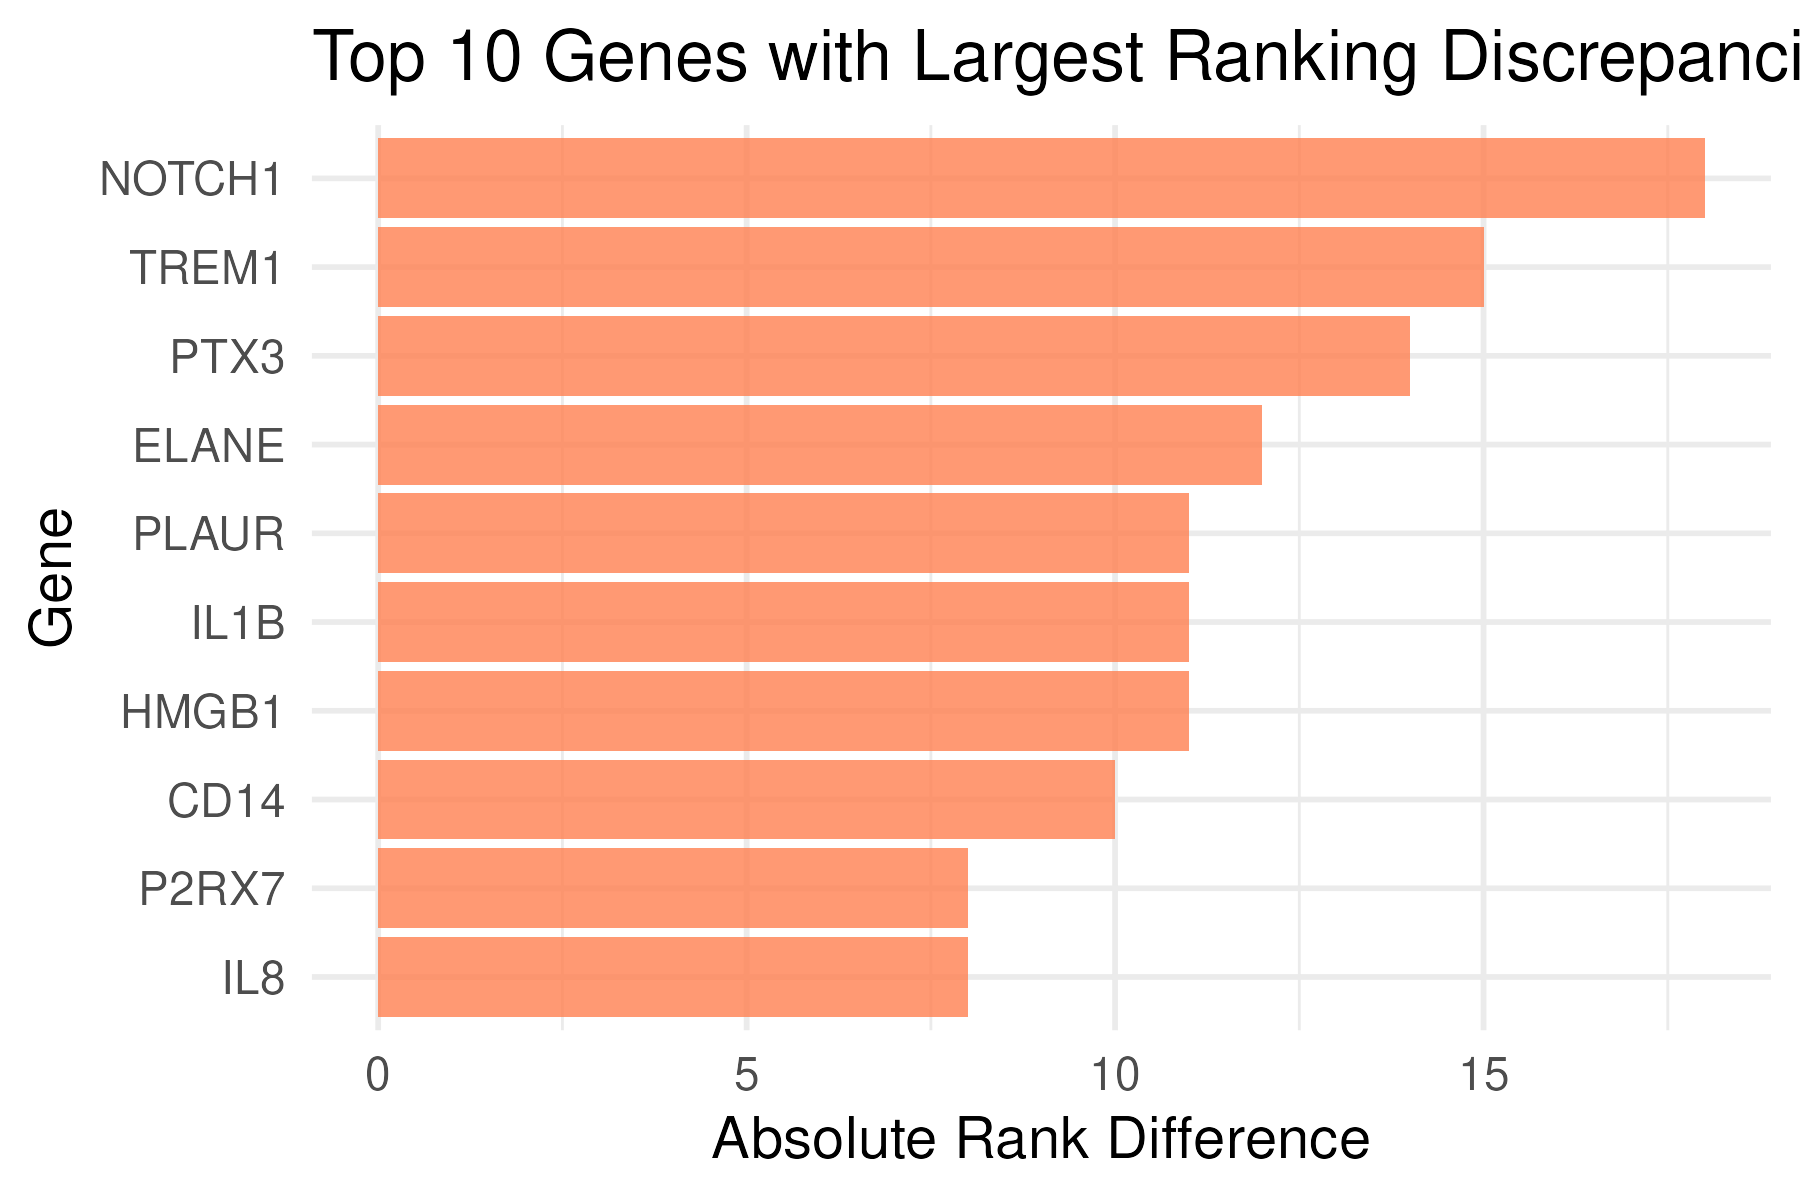 Top 10 Genes with Largest Ranking Discrepanci
NOTCH1
TREM1
PTX3
ELANE
PLAUR
IL1B
HMGB1
CD14
P2RX7
IL8
Gene
0 5 10 15
Absolute Rank Difference